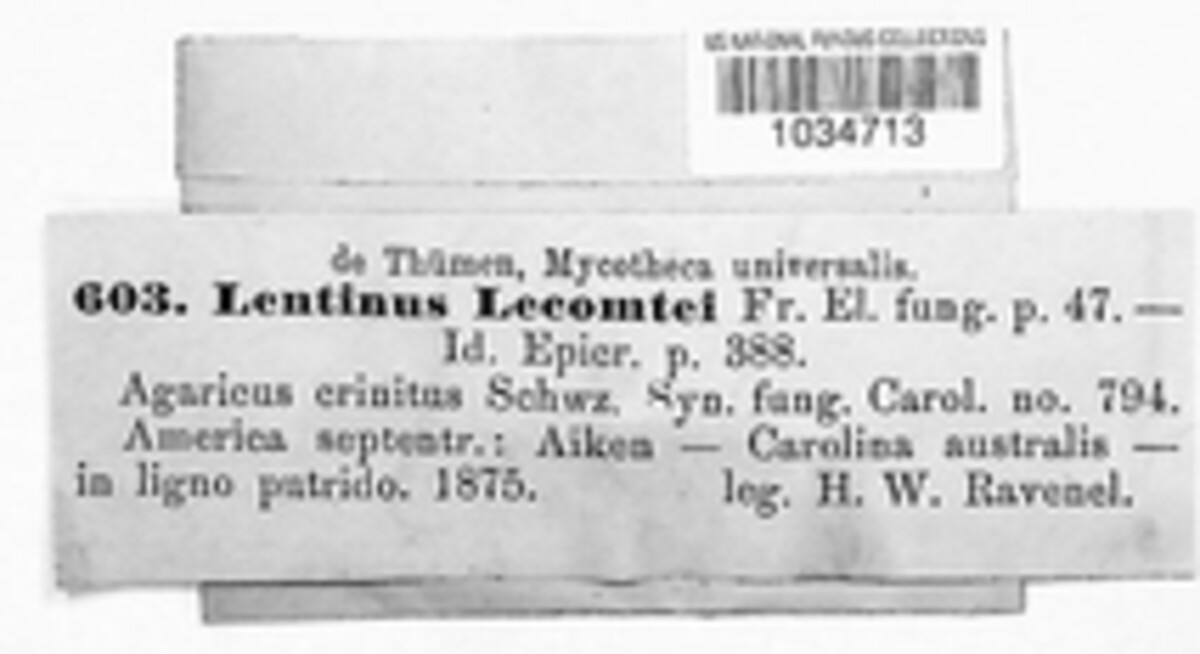 US NATIONAL FUNGUS COLLECTIONS
1034713
de Thümen, Mycotheca universalis.
603. Lentinus Lecomtei Fr. El. fung. p. 47. —
Id. Epicr. p. 388.
Agaricus crinitus Schwz. Syn. fung. Carol. no. 794.
America septentr.: Aiken — Carolina australis —
in ligno putrido. 1875. leg. H. W. Ravenel.